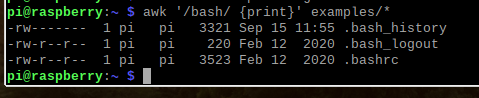 pi@raspberry:~ $ awk '/bash/ {print}' examples/*
-rw-------  1 pi   pi   3321 Sep 15 11:55 .bash_history
-rw-r--r--  1 pi   pi    220 Feb 12  2020 .bash_logout
-rw-r--r--  1 pi   pi   3523 Feb 12  2020 .bashrc
pi@raspberry:~ $